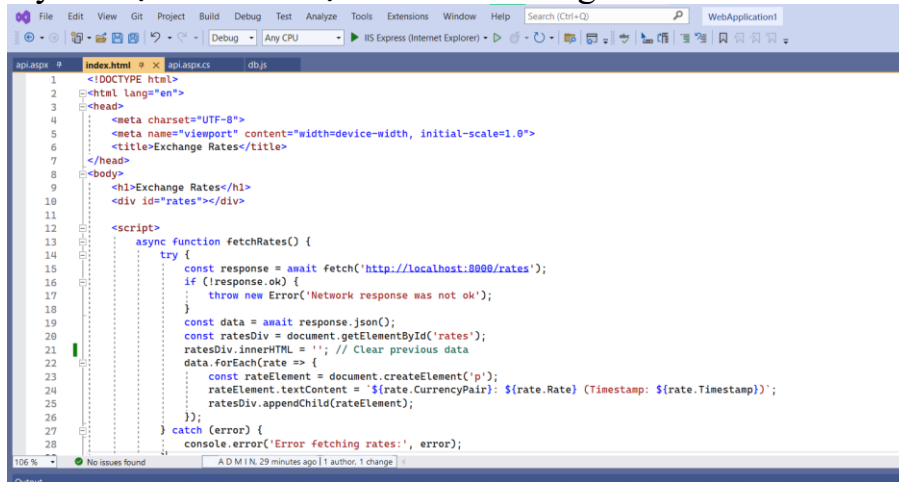 File Edit View Git Project Build Debug Test Analyze Tools Extensions Window Help Search (Ctrl+Q) WebApplication1
Debug Any CPU IIS Express (Internet Explorer)
api.aspx index.html api.aspx.cs db.js
1 <!DOCTYPE html>
2 <html lang="en">
3 <head>
4 <meta charset="UTF-8">
5 <meta name="viewport" content="width=device-width, initial-scale=1.0">
6 <title>Exchange Rates</title>
7 </head>
8 <body>
9 <h1>Exchange Rates</h1>
10 <div id="rates"></div>
11
12 <script>
13 async function fetchRates() {
14 try {
15 const response = await fetch('http://localhost:8000/rates');
16 if (!response.ok) {
17 throw new Error('Network response was not ok');
18 }
19 const data = await response.json();
20 const ratesDiv = document.getElementById('rates');
21 ratesDiv.innerHTML = ''; // Clear previous data
22 data.forEach(rate => {
23 const rateElement = document.createElement('p');
24 rateElement.textContent = `${rate.CurrencyPair}: ${rate.Rate} (Timestamp: ${rate.Timestamp})`;
25 ratesDiv.appendChild(rateElement);
26 });
27 } catch (error) {
28 console.error('Error fetching rates:', error);
106 % No issues found A D M I N, 29 minutes ago | 1 author, 1 change
Output